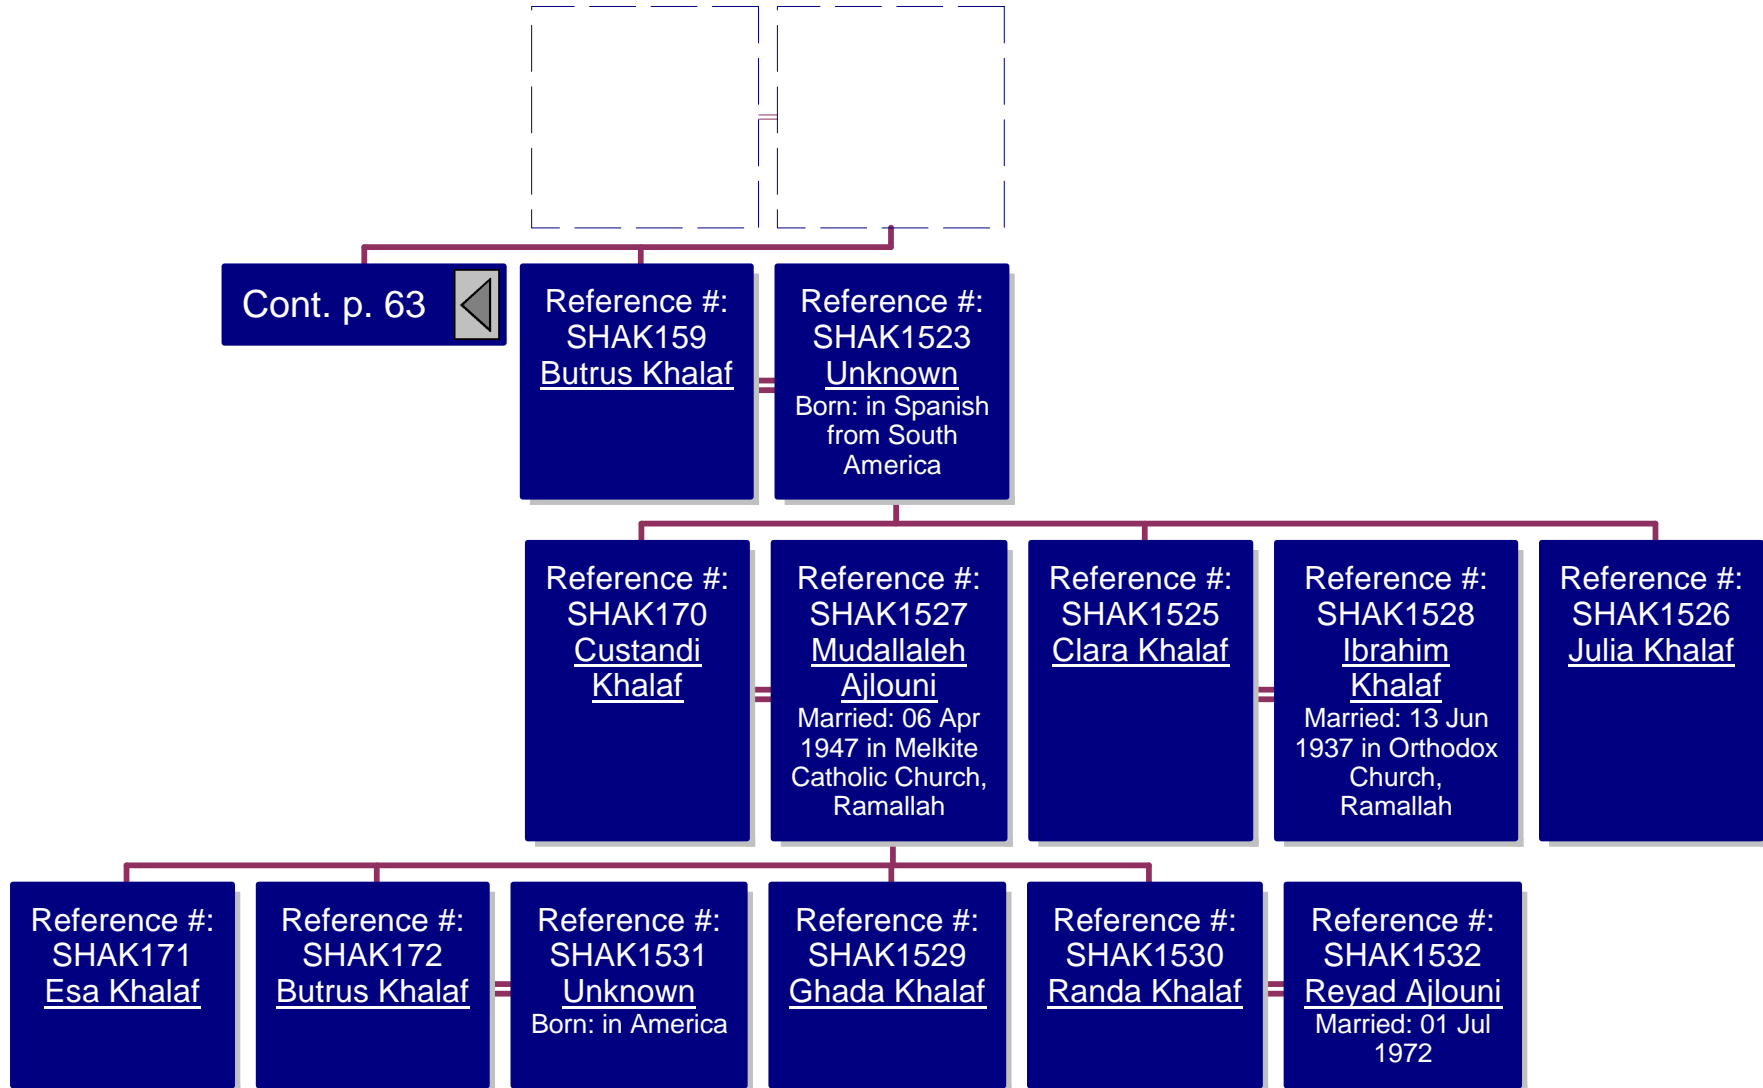 Cont. p. 63
Reference #:
SHAK159
Butrus Khalaf
Reference #:
SHAK1523
Unknown
Born: in Spanish
from South
America
Reference #:
SHAK170
Custandi
Khalaf
Reference #:
SHAK1527
Mudallaleh
Ajlouni
Married: 06 Apr
1947 in Melkite
Catholic Church,
Ramallah
Reference #:
SHAK1525
Clara Khalaf
Reference #:
SHAK1528
Ibrahim
Khalaf
Married: 13 Jun
1937 in Orthodox
Church,
Ramallah
Reference #:
SHAK1526
Julia Khalaf
Reference #:
SHAK171
Esa Khalaf
Reference #:
SHAK172
Butrus Khalaf
Reference #:
SHAK1531
Unknown
Born: in America
Reference #:
SHAK1529
Ghada Khalaf
Reference #:
SHAK1530
Randa Khalaf
Reference #:
SHAK1532
Reyad Ajlouni
Married: 01 Jul
1972